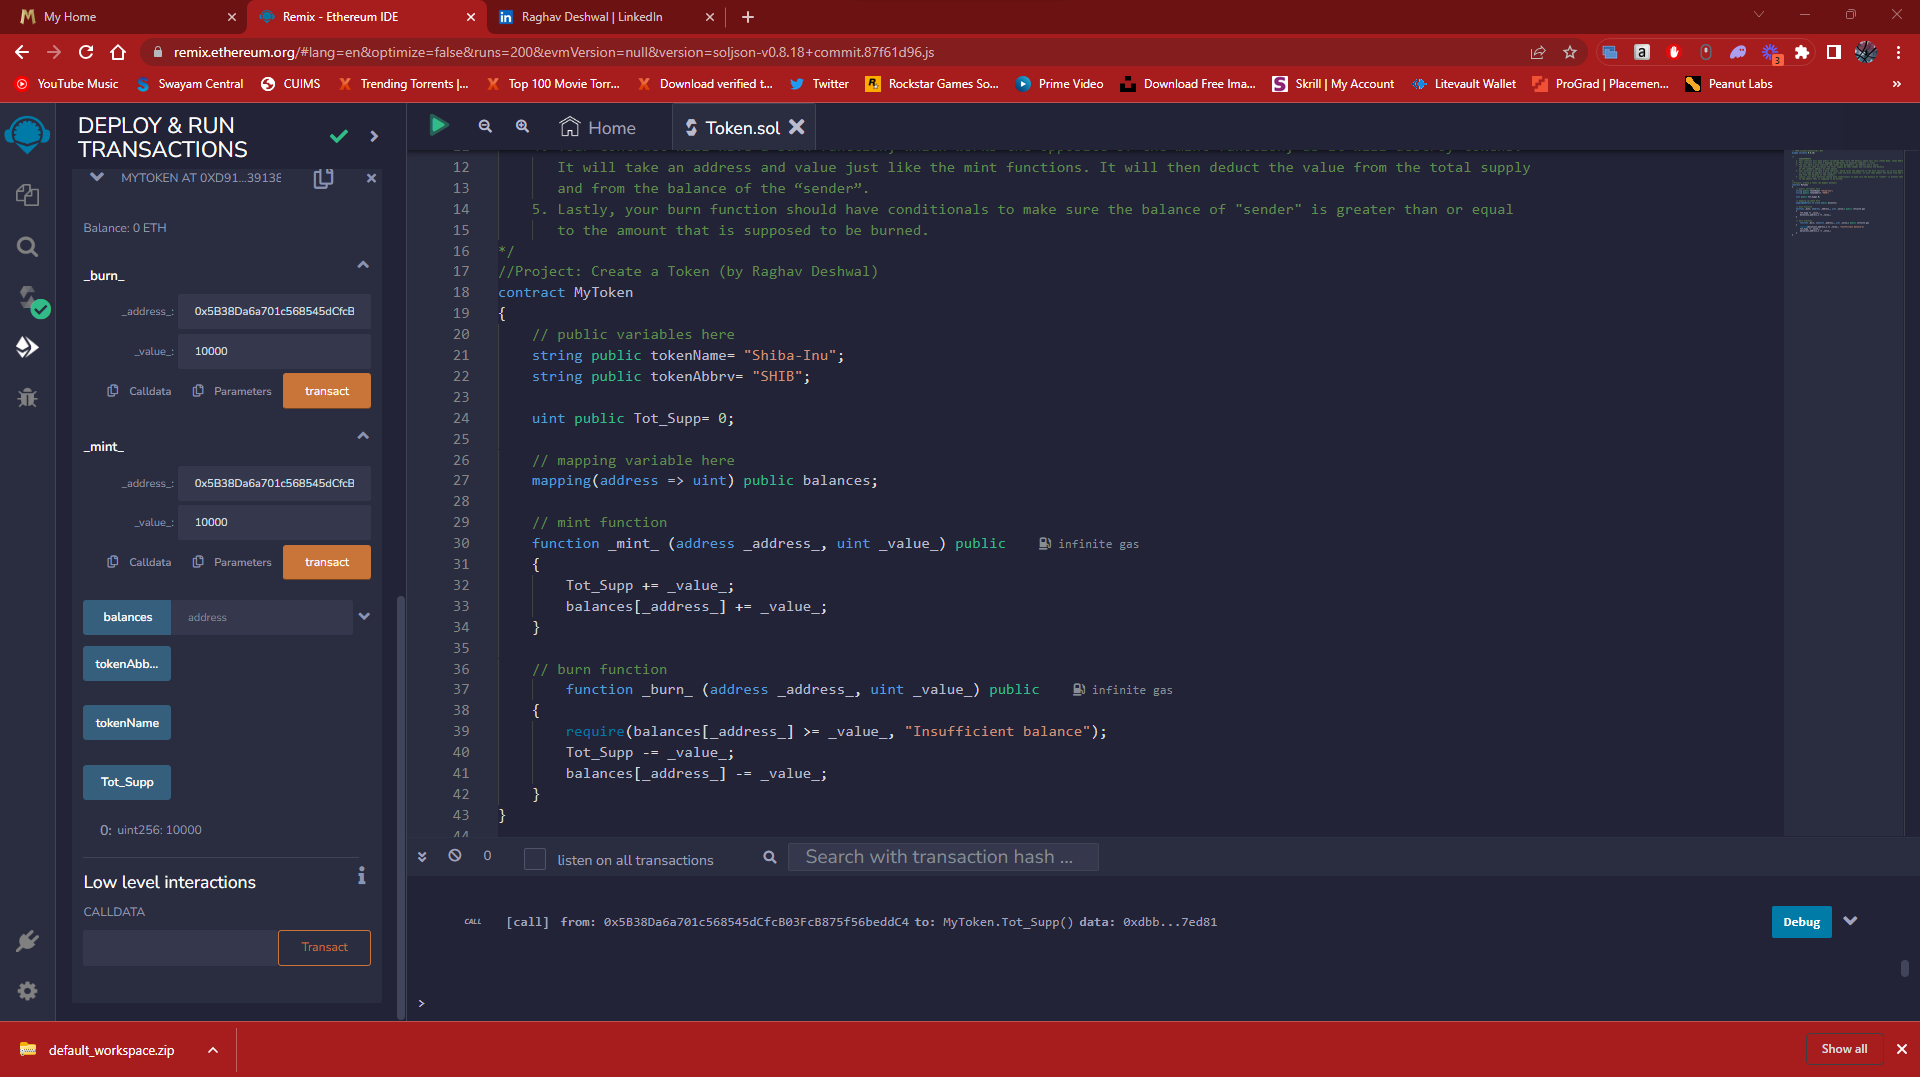 My Home
Remix - Ethereum IDE
Raghav Deshwal | LinkedIn
remix.ethereum.org/#lang=en&optimize=false&runs=200&evmVersion=null&version=soljson-v0.8.18+commit.87f61d96.js
3
YouTube Music
Swayam Central
CUIMS
Trending Torrents |...
Top 100 Movie Torr...
Download verified t...
Twitter
Rockstar Games So...
Prime Video
Download Free Ima...
Skrill | My Account
Litevault Wallet
ProGrad | Placemen...
Peanut Labs
»
DEPLOY & RUN
TRANSACTIONS
MYTOKEN AT 0XD91...39138
Balance: 0 ETH
_burn_
_address_: 0x5B38Da6a701c568545dCfcB
_value_: 10000
Calldata Parameters transact
_mint_
_address_: 0x5B38Da6a701c568545dCfcB
_value_: 10000
Calldata Parameters transact
balances address
tokenAbb...
tokenName
Tot_Supp
0: uint256: 10000
Low level interactions
CALLDATA
Transact
Home
Token.sol
12 It will take an address and value just like the mint functions. It will then deduct the value from the total supply
13 and from the balance of the “sender”.
14 5. Lastly, your burn function should have conditionals to make sure the balance of "sender" is greater than or equal
15 to the amount that is supposed to be burned.
16 */
17 //Project: Create a Token (by Raghav Deshwal)
18 contract MyToken
19 {
20 // public variables here
21 string public tokenName= "Shiba-Inu";
22 string public tokenAbbrv= "SHIB";
23
24 uint public Tot_Supp= 0;
25
26 // mapping variable here
27 mapping(address => uint) public balances;
28
29 // mint function
30 function _mint_ (address _address_, uint _value_) public infinite gas
31 {
32 Tot_Supp += _value_;
33 balances[_address_] += _value_;
34 }
35
36 // burn function
37 function _burn_ (address _address_, uint _value_) public infinite gas
38 {
39 require(balances[_address_] >= _value_, "Insufficient balance");
40 Tot_Supp -= _value_;
41 balances[_address_] -= _value_;
42 }
43 }
44
0 listen on all transactions Search with transaction hash ...
CALL [call] from: 0x5B38Da6a701c568545dCfcB03FcB875f56beddC4 to: MyToken.Tot_Supp() data: 0xdbb...7ed81 Debug
>
default_workspace.zip
Show all